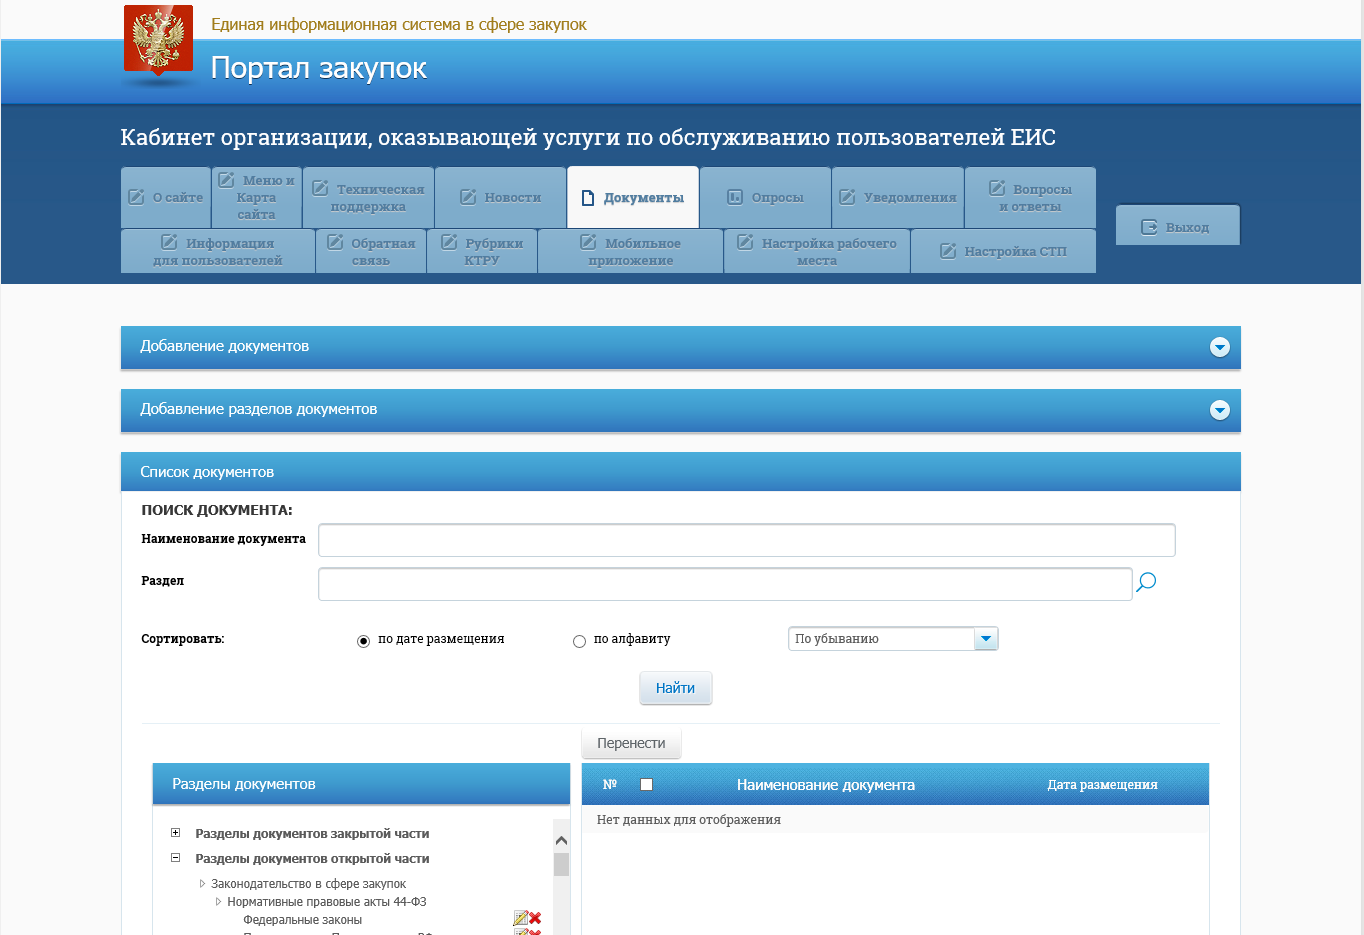 Единая информационная система в сфере закупок
Портал закупок
Кабинет организации, оказывающей услуги по обслуживанию пользователей ЕИС
О сайте
Меню и
Карта
сайта
Техническая
поддержка
Новости
Документы
Опросы
Уведомления
Вопросы
и ответы
Выход
Информация
для пользователей
Обратная
связь
Рубрики
КТРУ
Мобильное
приложение
Настройка рабочего
места
Настройка СТП
Добавление документов
Добавление разделов документов
Список документов
ПОИСК ДОКУМЕНТА:
Наименование документа
Раздел
Сортировать:
по дате размещения
по алфавиту
По убыванию
Найти
Перенести
Разделы документов
№
Наименование документа
Дата размещения
Нет данных для отображения
Разделы документов закрытой части
Разделы документов открытой части
Законодательство в сфере закупок
Нормативные правовые акты 44-ФЗ
Федеральные законы